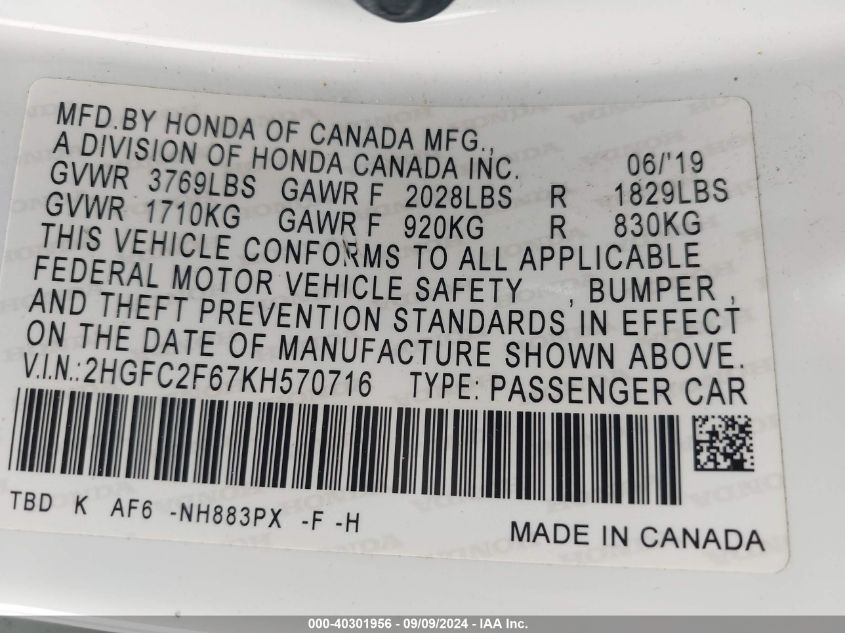 MFD.BY HONDA OF CANADA MFG.,
A DIVISION OF HONDA CANADA INC. 06/'19
GVWR 3769LBS GAWR F 2028LBS R 1829LBS
GVWR 1710KG GAWR F 920KG R 830KG
THIS VEHICLE CONFORMS TO ALL APPLICABLE
FEDERAL MOTOR VEHICLE SAFETY , BUMPER ,
AND THEFT PREVENTION STANDARDS IN EFFECT
ON THE DATE OF MANUFACTURE SHOWN ABOVE.
V.I.N.:2HGFC2F67KH570716 TYPE:PASSENGER CAR
TBD K AF6 -NH883PX -F -H
MADE IN CANADA
000-40301956 - 09/09/2024 - IAA Inc.